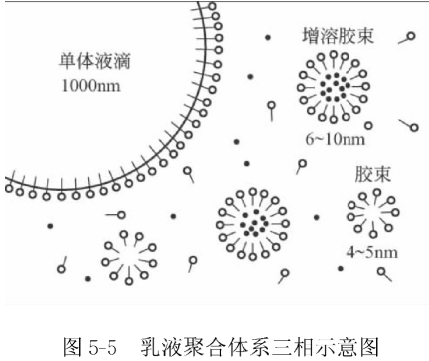 单体液滴
1000nm
增溶胶束
6~10nm
胶束
4~5nm
图 5-5 乳液聚合体系三相示意图